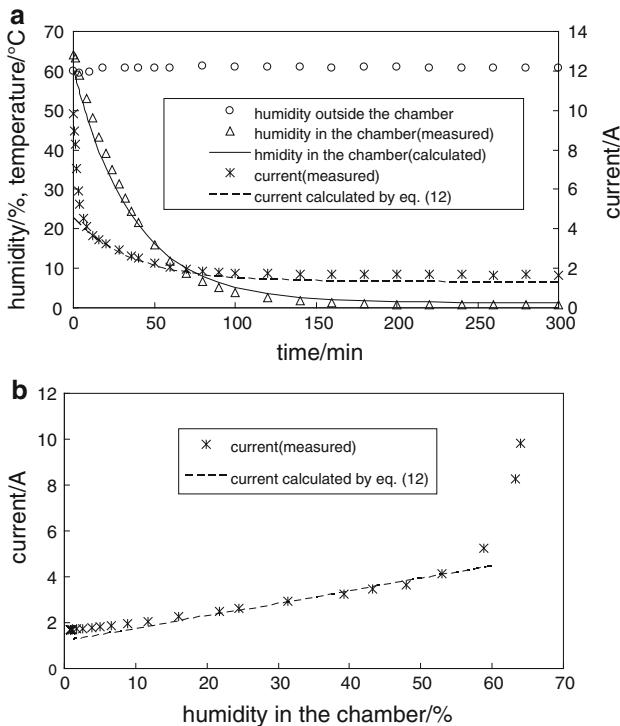 a
70
60
50
40
30
20
10
0
humidity/%, temperature/°C
14
12
10
8
6
4
2
0
current/A
humidity outside the chamber
humidity in the chamber(measured)
hmidity in the chamber(calculated)
current(measured)
current calculated by eq. (12)
0 50 100 150 200 250 300
time/min
b
12
10
8
6
4
2
0
current/A
current(measured)
current calculated by eq. (12)
0 10 20 30 40 50 60 70
humidity in the chamber/%